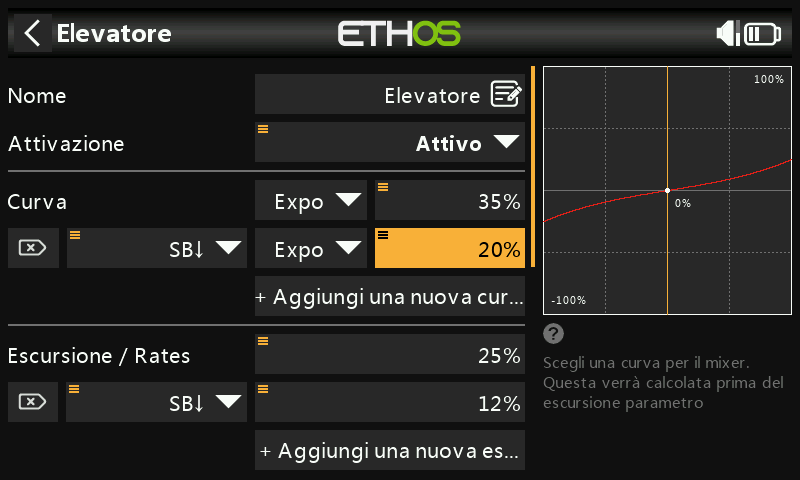 Elevatore
ETHOS
Nome
Elevatore
Attivazione
Attivo
Curva
Expo
35%
SB↓
Expo
20%
+ Aggiungi una nuova cur...
Escursione / Rates
25%
SB↓
12%
+ Aggiungi una nuova es...
100%
0%
-100%
?
Scegli una curva per il mixer.
Questa verrà calcolata prima del
escursione parametro